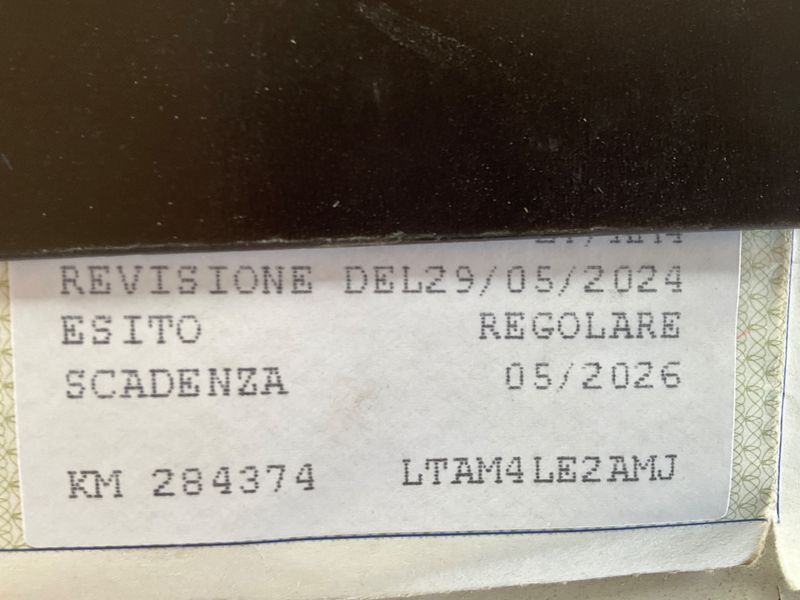 REVISIONE DEL29/05/2024
ESITO REGOLARE
SCADENZA 05/2026
KM 284374 LTAM4LE2AMJ